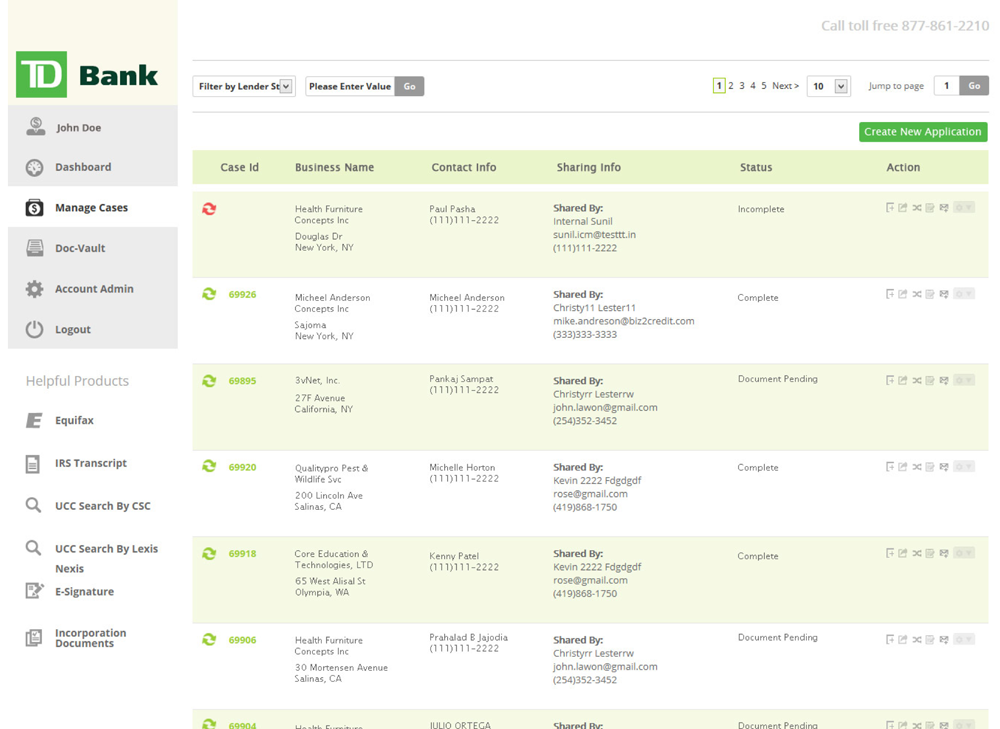 Call toll free 877-861-2210
TD Bank
Filter by Lender St
Please Enter Value
Go
1 2 3 4 5 Next >
10
Jump to page
1
Go
Create New Application
John Doe
Dashboard
Manage Cases
Doc-Vault
Account Admin
Logout
Helpful Products
Equifax
IRS Transcript
UCC Search By CSC
UCC Search By Lexis
Nexis
E-Signature
Incorporation
Documents
Case Id Business Name Contact Info Sharing Info Status Action
Health Furniture
Concepts Inc
Douglas Dr
New York, NY
Paul Pasha
(111)111-2222
Shared By:
Internal Sunil
sunil.icm@testtt.in
(111)111-2222
Incomplete
69926
Micheel Anderson
Concepts Inc
Sajoma
New York, NY
Micheel Anderson
(111)111-2222
Shared By:
Christy11 Lester11
mike.andreson@biz2credit.com
(333)333-3333
Complete
69895
3vNet, Inc.
27F Avenue
California, NY
Pankaj Sampat
(111)111-2222
Shared By:
Christyrr Lesterrw
john.lawon@gmail.com
(254)352-3452
Document Pending
69920
Qualitypro Pest &
Wildlife Svc
200 Lincoln Ave
Salinas, CA
Michelle Horton
(111)111-2222
Shared By:
Kevin 2222 Fdgdgdf
rose@gmail.com
(419)868-1750
Complete
69918
Core Education &
Technologies, LTD
65 West Alisal St
Olympia, WA
Kenny Patel
(111)111-2222
Shared By:
Kevin 2222 Fdgdgdf
rose@gmail.com
(419)868-1750
Complete
69906
Health Furniture
Concepts Inc
30 Mortensen Avenue
Salinas, CA
Prahalad B Jajodia
(111)111-2222
Shared By:
Christyrr Lesterrw
john.lawon@gmail.com
(254)352-3452
Document Pending
69904
Health Furniture
JULIO ORTEGA
Shared By:
Document Pending